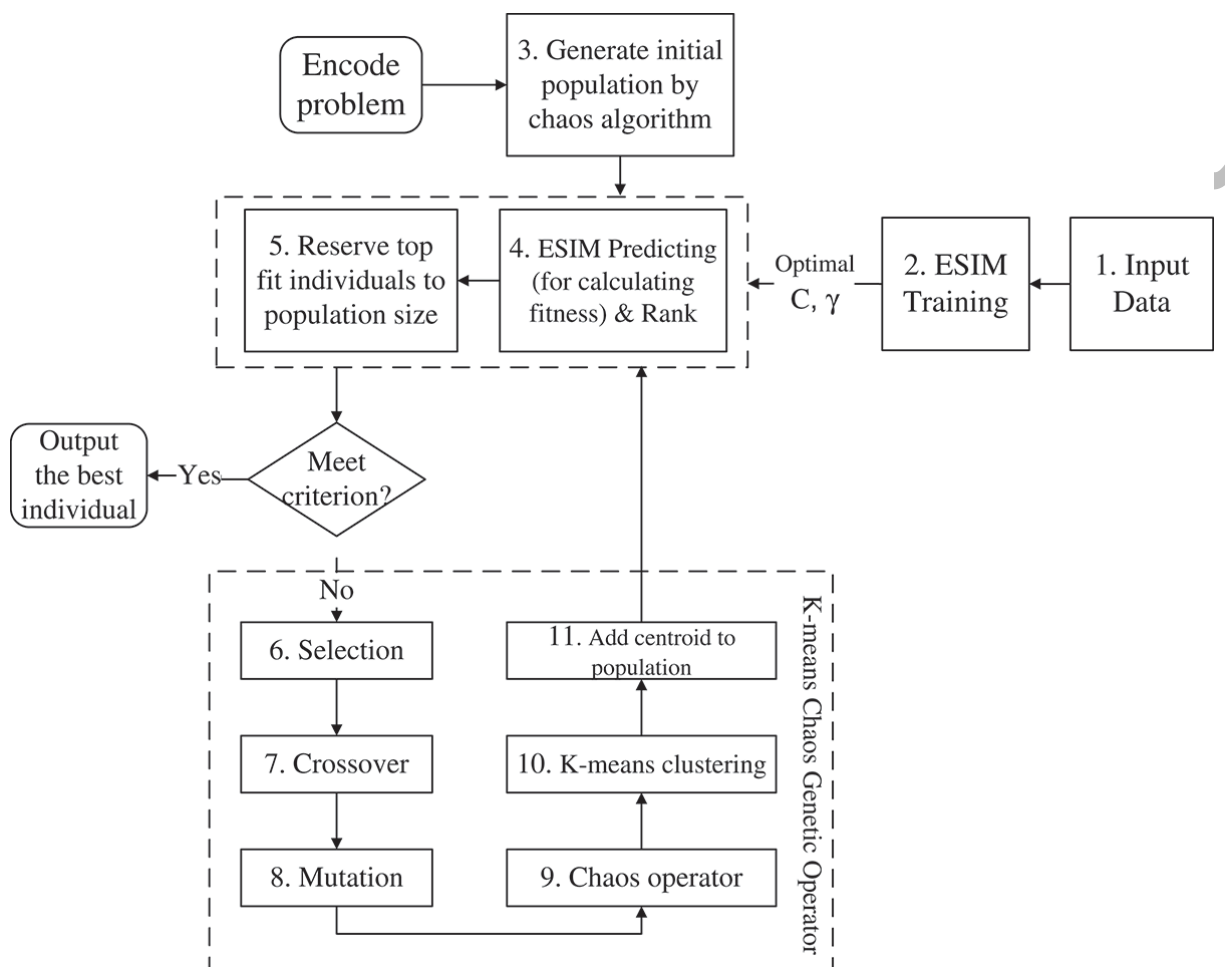 Encode
problem
3. Generate initial
population by
chaos algorithm
5. Reserve top
fit individuals to
population size
4. ESIM Predicting
(for calculating
fitness) & Rank
Optimal
C, γ
2. ESIM
Training
1. Input
Data
Output
the best
individual
Yes
Meet
criterion?
No
6. Selection
7. Crossover
8. Mutation
9. Chaos operator
10. K-means clustering
11. Add centroid to
population
K-means Chaos Genetic Operator